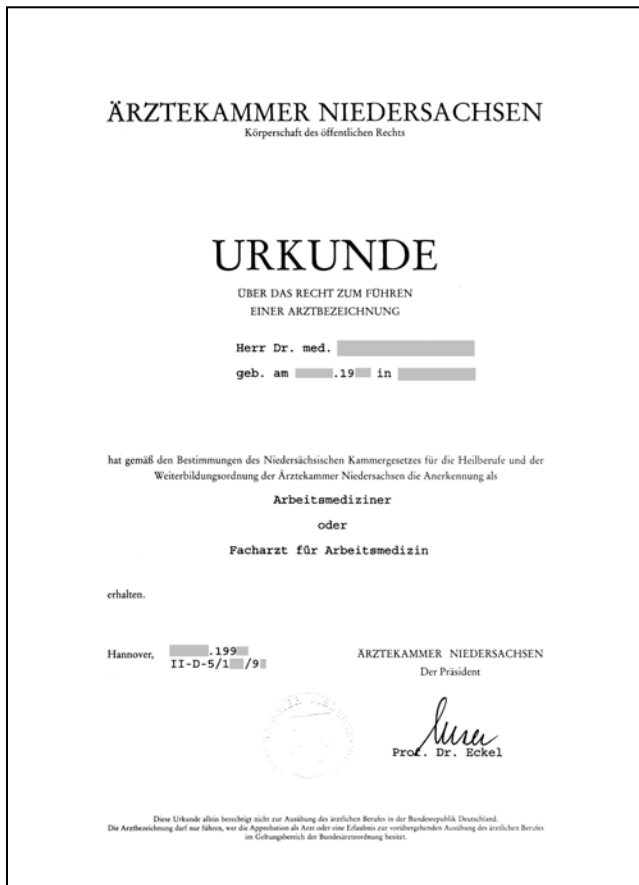 ÄRZTEKAMMER NIEDERSACHSEN
Körperschaft des öffentlichen Rechts
URKUNDE
ÜBER DAS RECHT ZUM FÜHREN
EINER ARZTBEZEICHNUNG
Herr Dr. med.
geb. am .19 in
hat gemäß den Bestimmungen des Niedersächsischen Kammergesetzes für die Heilberufe und der
Weiterbildungsordnung der Ärztekammer Niedersachsen die Anerkennung als
Arbeitsmediziner
oder
Facharzt für Arbeitsmedizin
erhalten.
Hannover, .199
II-D-5/1 /9
ÄRZTEKAMMER NIEDERSACHSEN
Der Präsident
Prof. Dr. Eckel
Diese Urkunde allein berechtigt nicht zur Ausübung des ärztlichen Berufes in der Bundesrepublik Deutschland.
Die Arztbezeichnung darf nur führen, wer die Approbation als Arzt oder eine Erlaubnis zur vorübergehenden Ausübung des ärztlichen Berufes
im Geltungsbereich der Bundesärzteordnung besitzt.